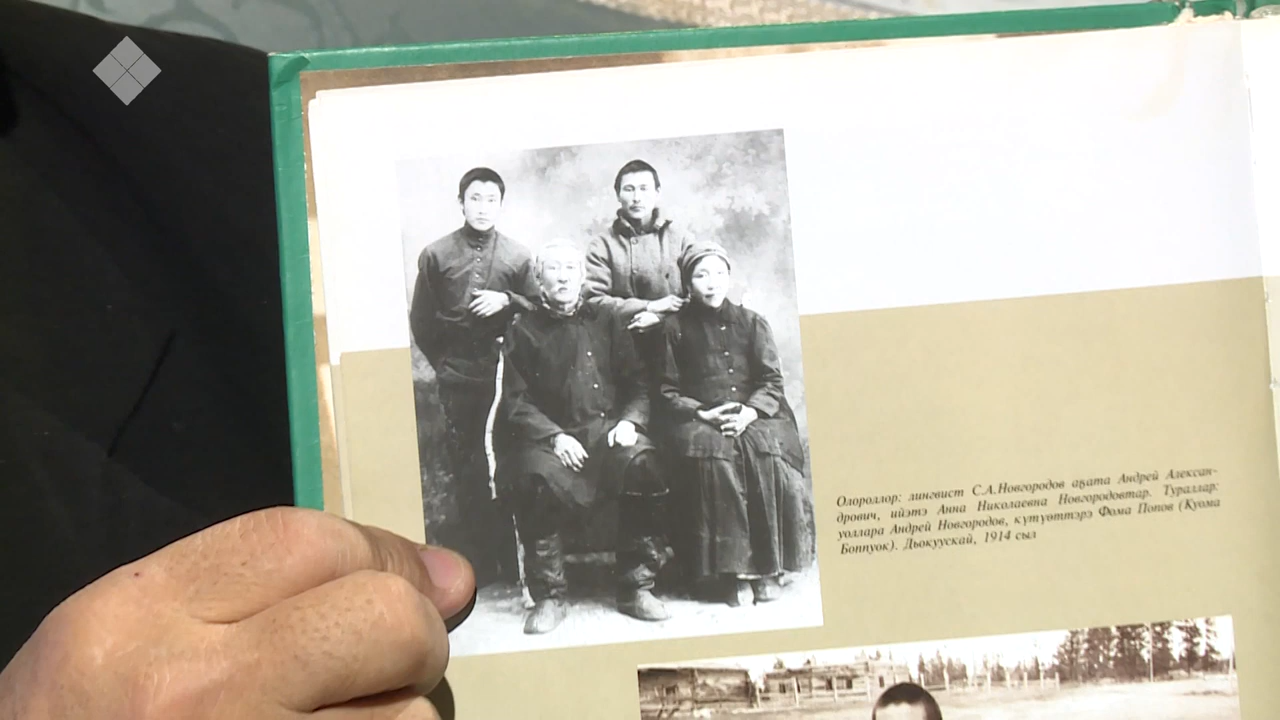 Олороллор: лингвист С.А.Новгородов аҕата Андрей Алексан-
дрович, ийэтэ Анна Николаевна Новгородовтар. Тураллар:
уоллара Андрей Новгородов, күтүөттэрэ Фома Попов (Куома
Боппуок). Дьокуускай, 1914 сыл